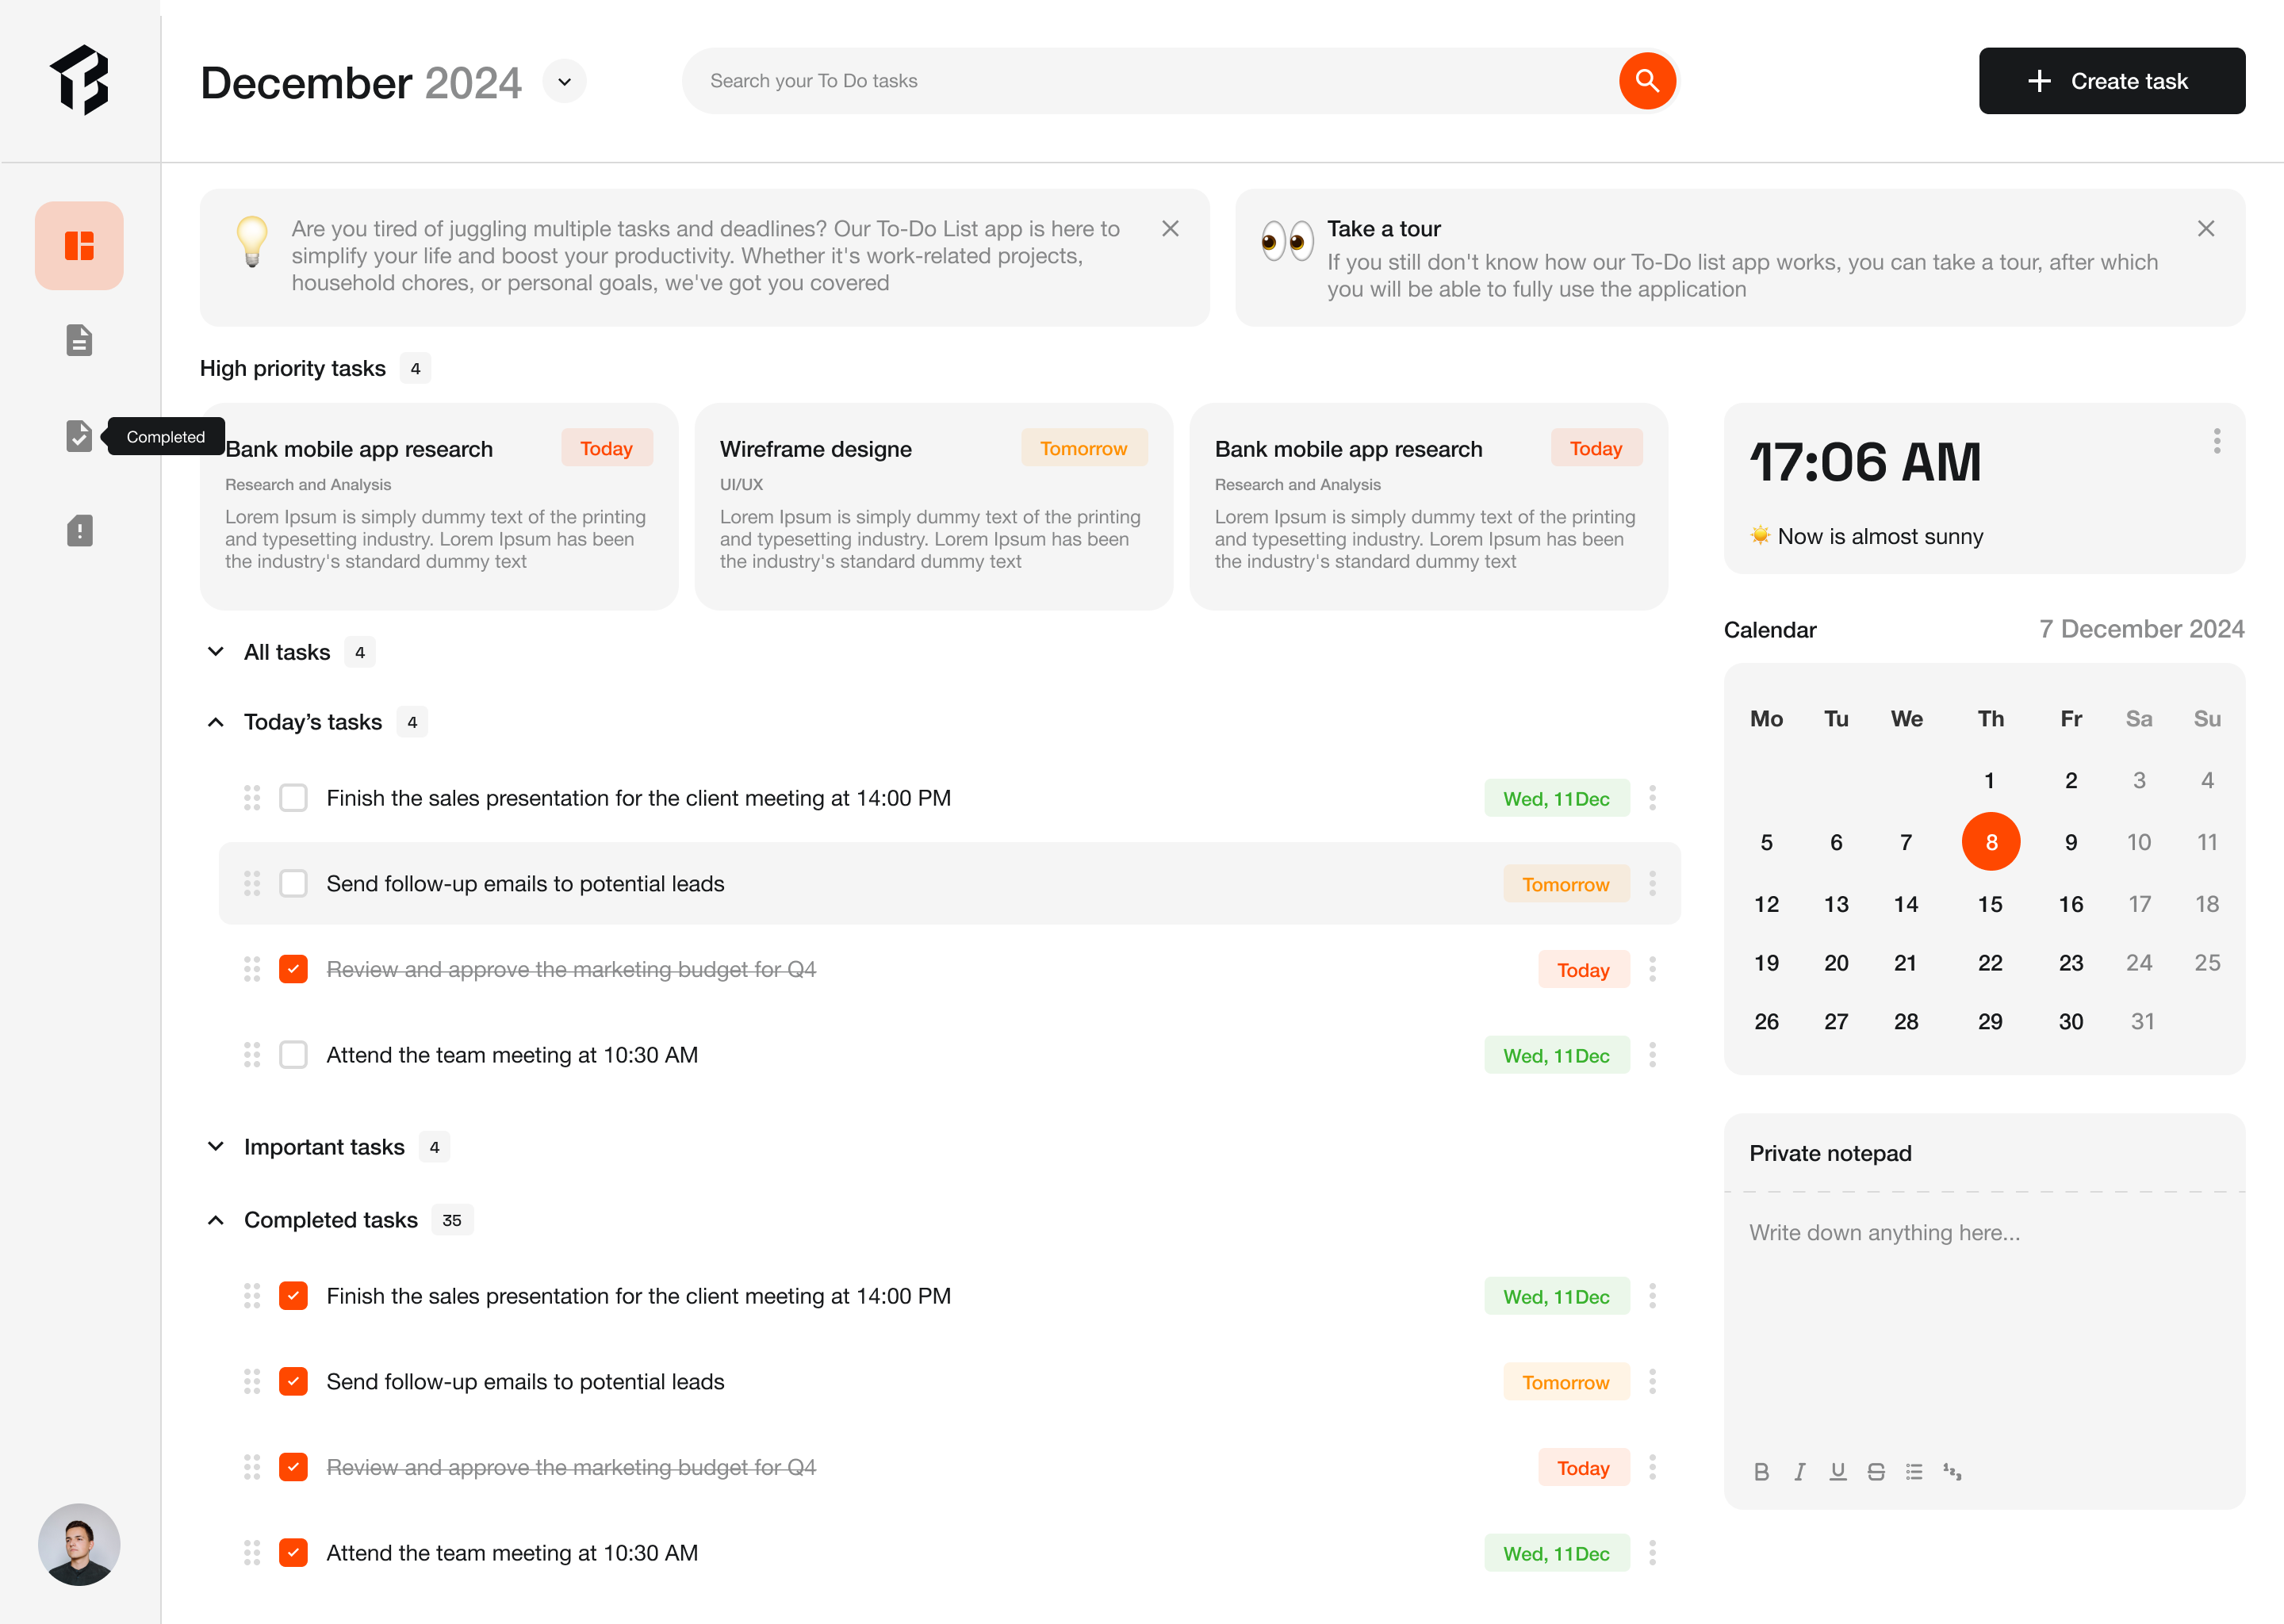 December 2024
Search your To Do tasks
Create task
Are you tired of juggling multiple tasks and deadlines? Our To-Do List app is here to
simplify your life and boost your productivity. Whether it's work-related projects,
household chores, or personal goals, we've got you covered
Take a tour
If you still don't know how our To-Do list app works, you can take a tour, after which
you will be able to fully use the application
High priority tasks 4
Completed
Bank mobile app research Today
Research and Analysis
Lorem Ipsum is simply dummy text of the printing
and typesetting industry. Lorem Ipsum has been
the industry's standard dummy text
Wireframe designe Tomorrow
UI/UX
Lorem Ipsum is simply dummy text of the printing
and typesetting industry. Lorem Ipsum has been
the industry's standard dummy text
Bank mobile app research Today
Research and Analysis
Lorem Ipsum is simply dummy text of the printing
and typesetting industry. Lorem Ipsum has been
the industry's standard dummy text
All tasks 4
Today’s tasks 4
Finish the sales presentation for the client meeting at 14:00 PM Wed, 11Dec
Send follow-up emails to potential leads Tomorrow
Review and approve the marketing budget for Q4 Today
Attend the team meeting at 10:30 AM Wed, 11Dec
Important tasks 4
Completed tasks 35
Finish the sales presentation for the client meeting at 14:00 PM Wed, 11Dec
Send follow-up emails to potential leads Tomorrow
Review and approve the marketing budget for Q4 Today
Attend the team meeting at 10:30 AM Wed, 11Dec
17:06 AM
Now is almost sunny
Calendar 7 December 2024
Mo Tu We Th Fr Sa Su
1 2 3 4
5 6 7 8 9 10 11
12 13 14 15 16 17 18
19 20 21 22 23 24 25
26 27 28 29 30 31
Private notepad
Write down anything here...
B I U S 1 2 3